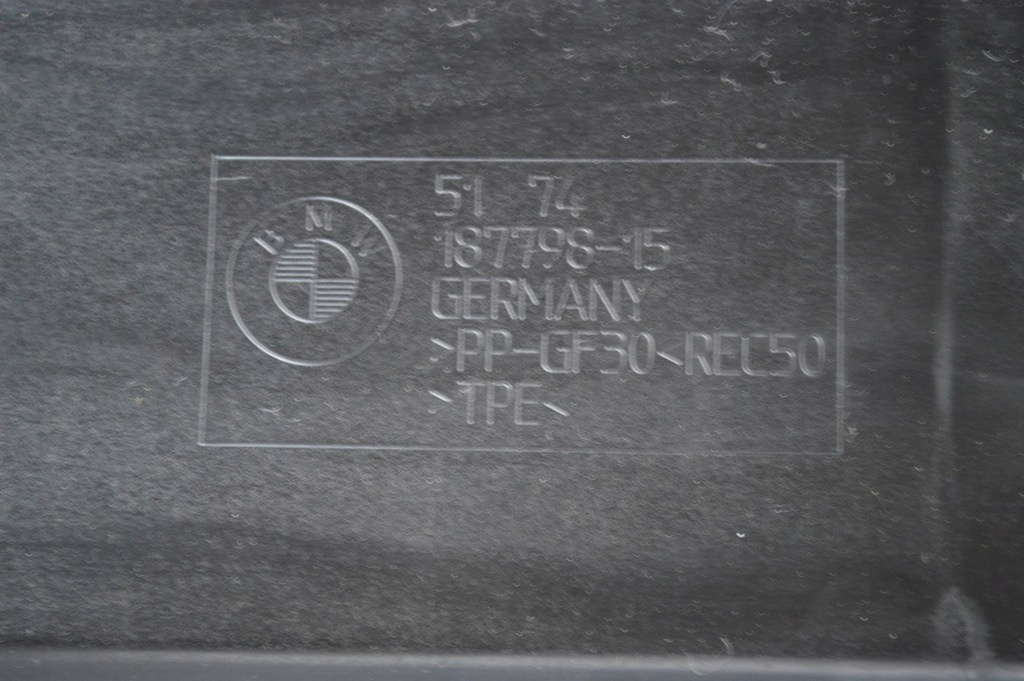 BMW
51 74
187798-15
GERMANY
>PP-GF30<REC50
>TPE<